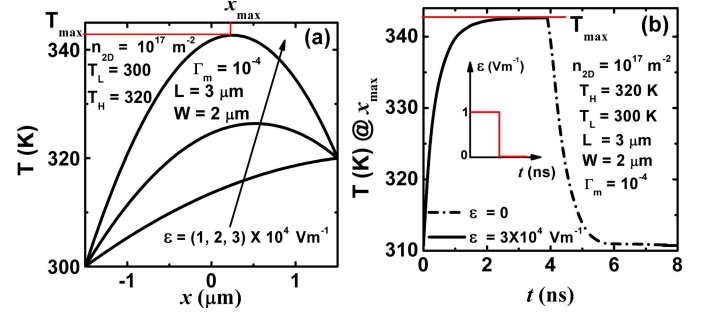 x_max
T_max
(a)
340
n_2D = 10^17 m^-2
T_L = 300
Γ_m = 10^-4
T_H = 320
L = 3 μm
W = 2 μm
320
T (K)
ε = (1, 2, 3) X 10^4 Vm^-1
300
-1 0 1
x (μm)
(b)
T_max
340
n_2D = 10^17 m^-2
ε (Vm^-1)
T_H = 320 K
330
1
T_L = 300 K
L = 3 μm
0
W = 2 μm
t (ns)
320
Γ_m = 10^-4
T (K) @ x_max
ε = 0
ε = 3X10^4 Vm^-1
310
0 2 4 6 8
t (ns)